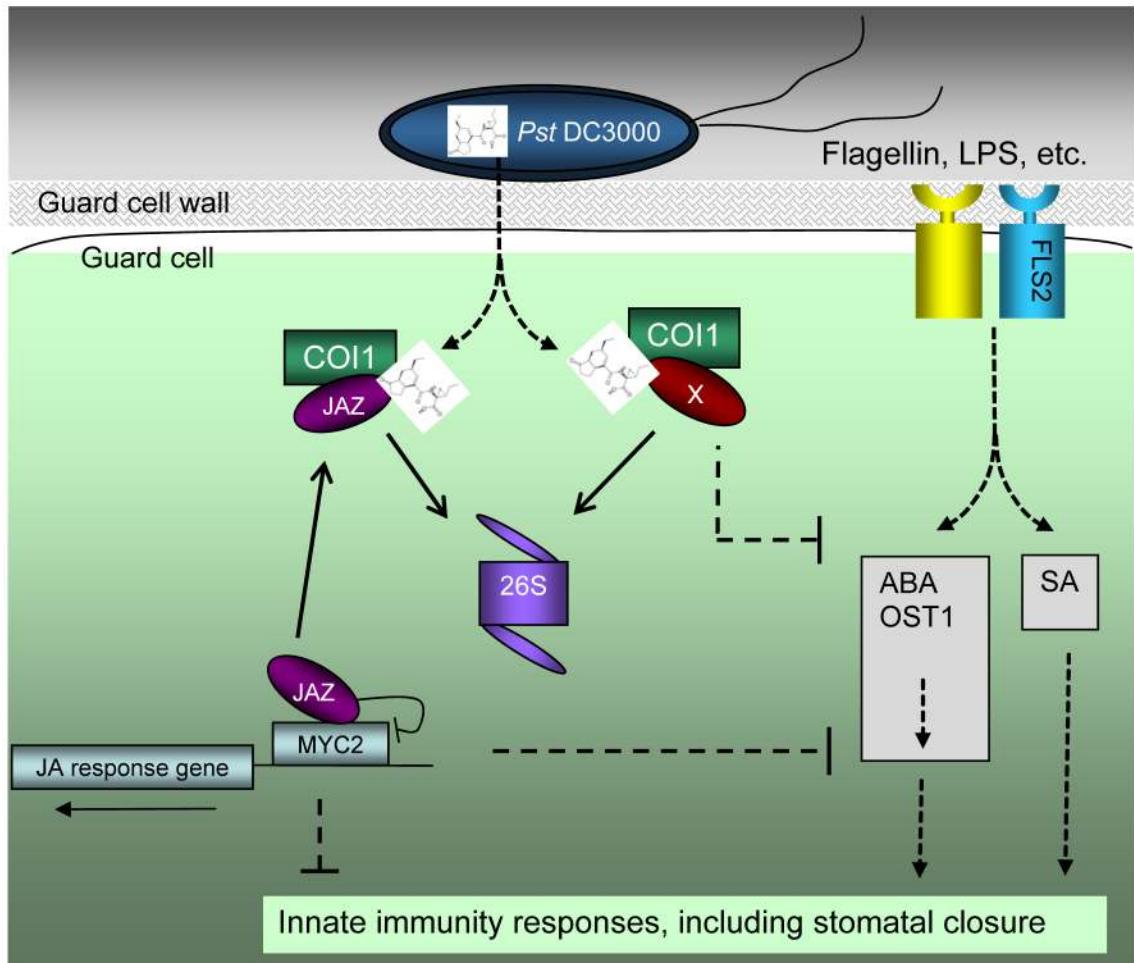 Pst DC3000
Flagellin, LPS, etc.
Guard cell wall
Guard cell
FLS2
COI1
JAZ
COI1
X
26S
ABA
OST1
SA
JAZ
MYC2
JA response gene
Innate immunity responses, including stomatal closure